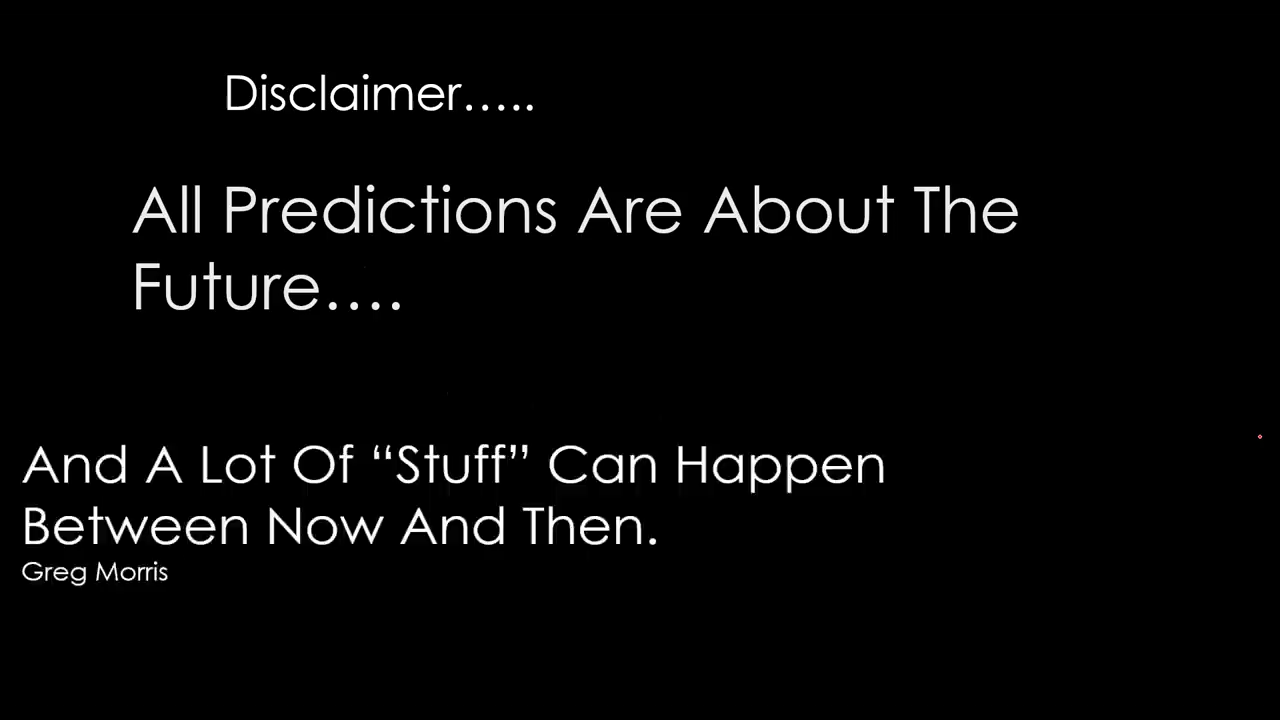 Disclaimer…..
All Predictions Are About The
Future….
And A Lot Of “Stuff” Can Happen
Between Now And Then.
Greg Morris